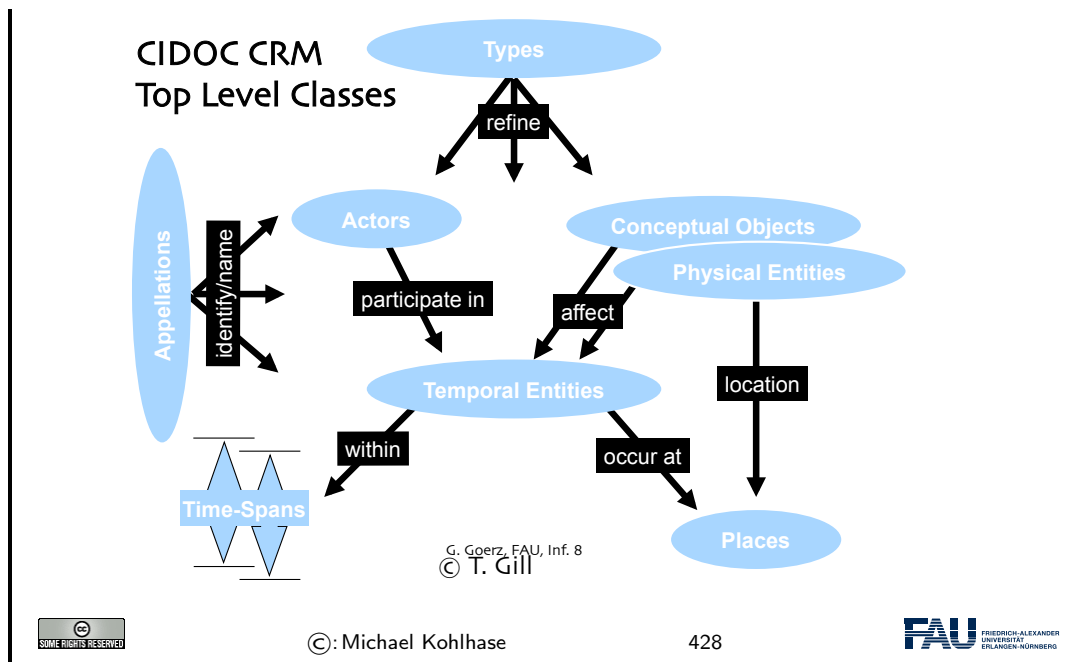 CIDOC CRM
Top Level Classes
Types
refine
Appellations
identify/name
Actors
Conceptual Objects
Physical Entities
participate in
affect
location
Temporal Entities
within
occur at
Time-Spans
Places
G. Goerz, FAU, Inf. 8
© T. Gill
cc
SOME RIGHTS RESERVED
©: Michael Kohlhase
428
FAU
FRIEDRICH-ALEXANDER
UNIVERSITÄT
ERLANGEN-NÜRNBERG